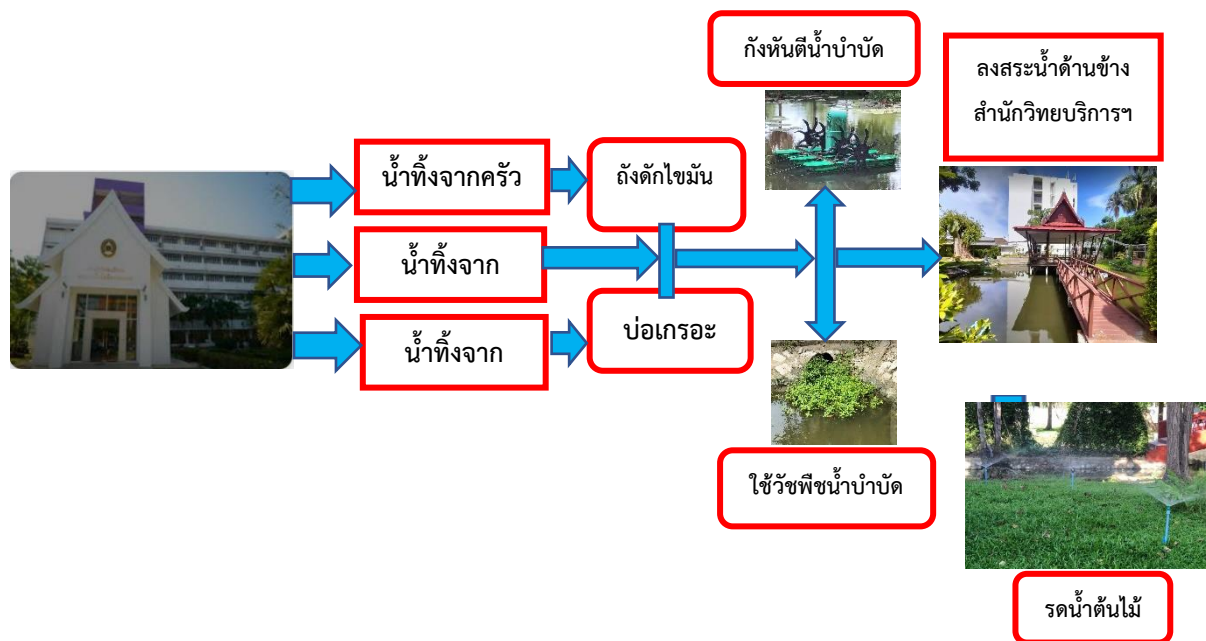 กังหันตีน้ำบำบัด
ลงสระน้ำด้านข้าง
สำนักวิทยบริการฯ
น้ำทิ้งจากครัว
ถังดักไขมัน
น้ำทิ้งจาก
น้ำทิ้งจาก
บ่อเกรอะ
ใช้วัชพืชน้ำบำบัด
รดน้ำต้นไม้